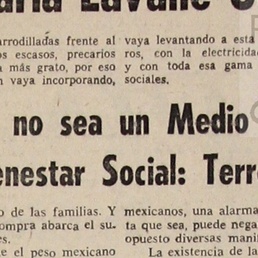 Lavalle
arrodilladas frente al
os escasos, precarios
a más grato, por eso
n vaya incorporando,
vaya levantando a esta
ros, con la electricidad
y con toda esa gama
sociales.
no sea un Medio
enestar Social: Terr
o de las familias. Y
ompra abarca el su-
es.
e el peso mexicano
mexicanos, una alarma
ta que sea, puede nega
opuesto diversas mani
La existencia de la